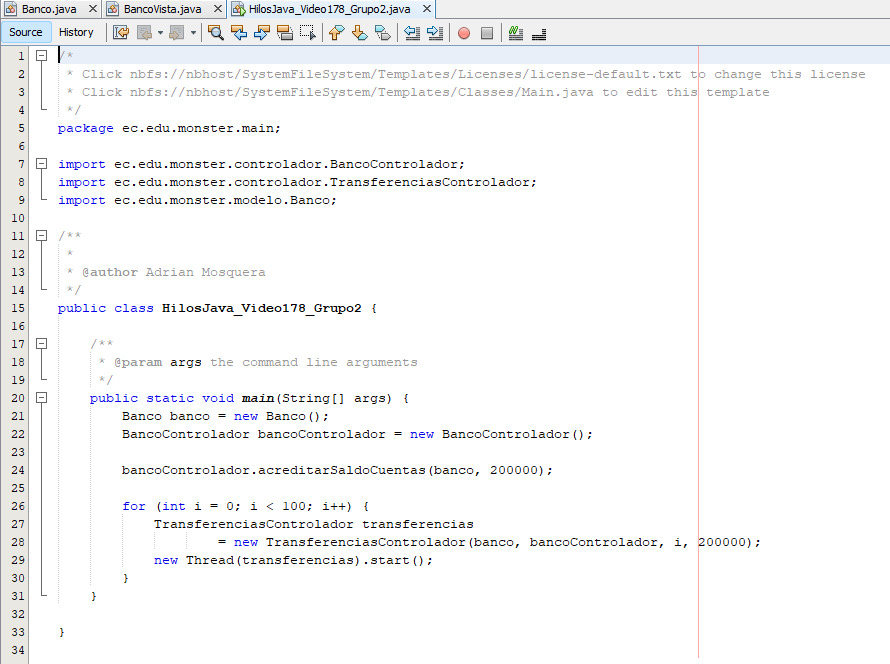 Banco.java BancoVista.java HilosJava_Video178_Grupo2.java
Source History
1 /*
2  * Click nbfs://nbhost/SystemFileSystem/Templates/Licenses/license-default.txt to change this license
3  * Click nbfs://nbhost/SystemFileSystem/Templates/Classes/Main.java to edit this template
4  */
5 package ec.edu.monster.main;
6
7 import ec.edu.monster.controlador.BancoControlador;
8 import ec.edu.monster.controlador.TransferenciasControlador;
9 import ec.edu.monster.modelo.Banco;
10
11 /**
12  *
13  * @author Adrian Mosquera
14  */
15 public class HilosJava_Video178_Grupo2 {
16
17     /**
18      * @param args the command line arguments
19      */
20     public static void main(String[] args) {
21         Banco banco = new Banco();
22         BancoControlador bancoControlador = new BancoControlador();
23
24         bancoControlador.acreditarSaldoCuentas(banco, 200000);
25
26         for (int i = 0; i < 100; i++) {
27             TransferenciasControlador transferencias
28                     = new TransferenciasControlador(banco, bancoControlador, i, 200000);
29             new Thread(transferencias).start();
30         }
31     }
32
33 }
34